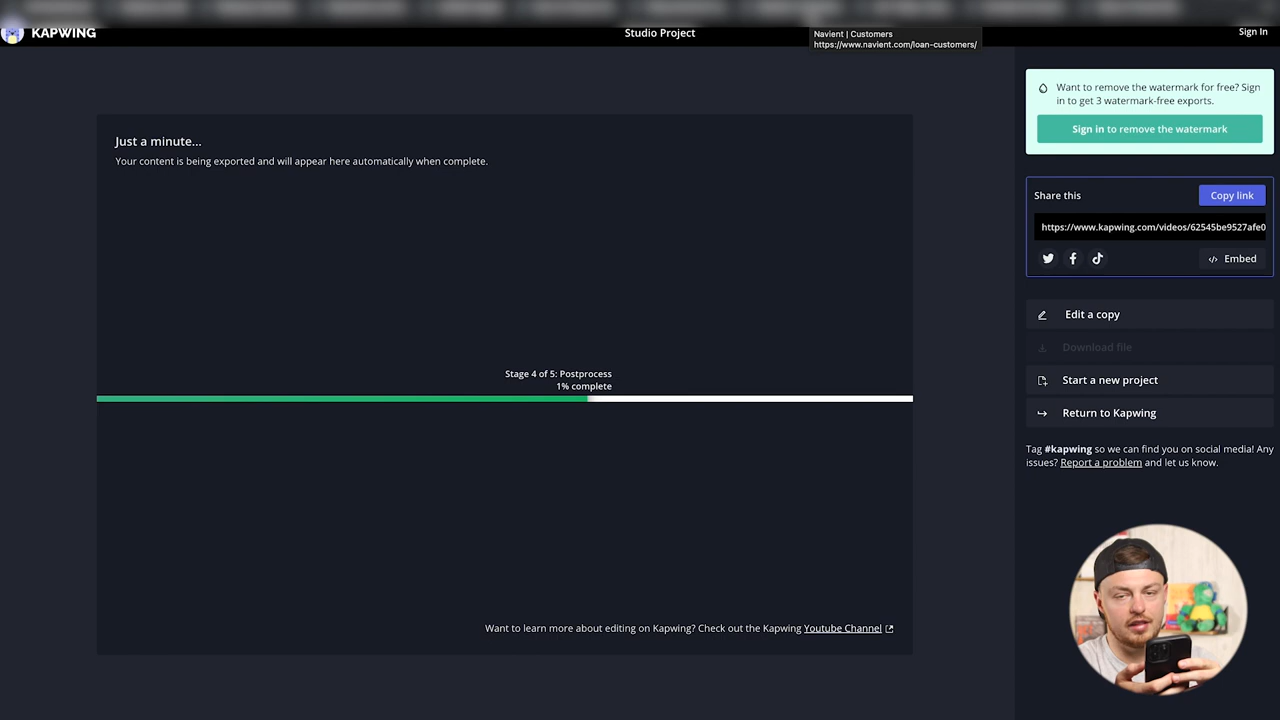 KAPWING
Studio Project
Navient | Customers
https://www.navient.com/loan-customers/
Sign In
Want to remove the watermark for free? Sign
in to get 3 watermark-free exports.
Sign in to remove the watermark
Just a minute...
Your content is being exported and will appear here automatically when complete.
Share this
Copy link
https://www.kapwing.com/videos/62545be9527afe0
Embed
Edit a copy
Download file
Start a new project
Return to Kapwing
Stage 4 of 5: Postprocess
1% complete
Tag #kapwing so we can find you on social media! Any
issues? Report a problem and let us know.
Want to learn more about editing on Kapwing? Check out the Kapwing Youtube Channel